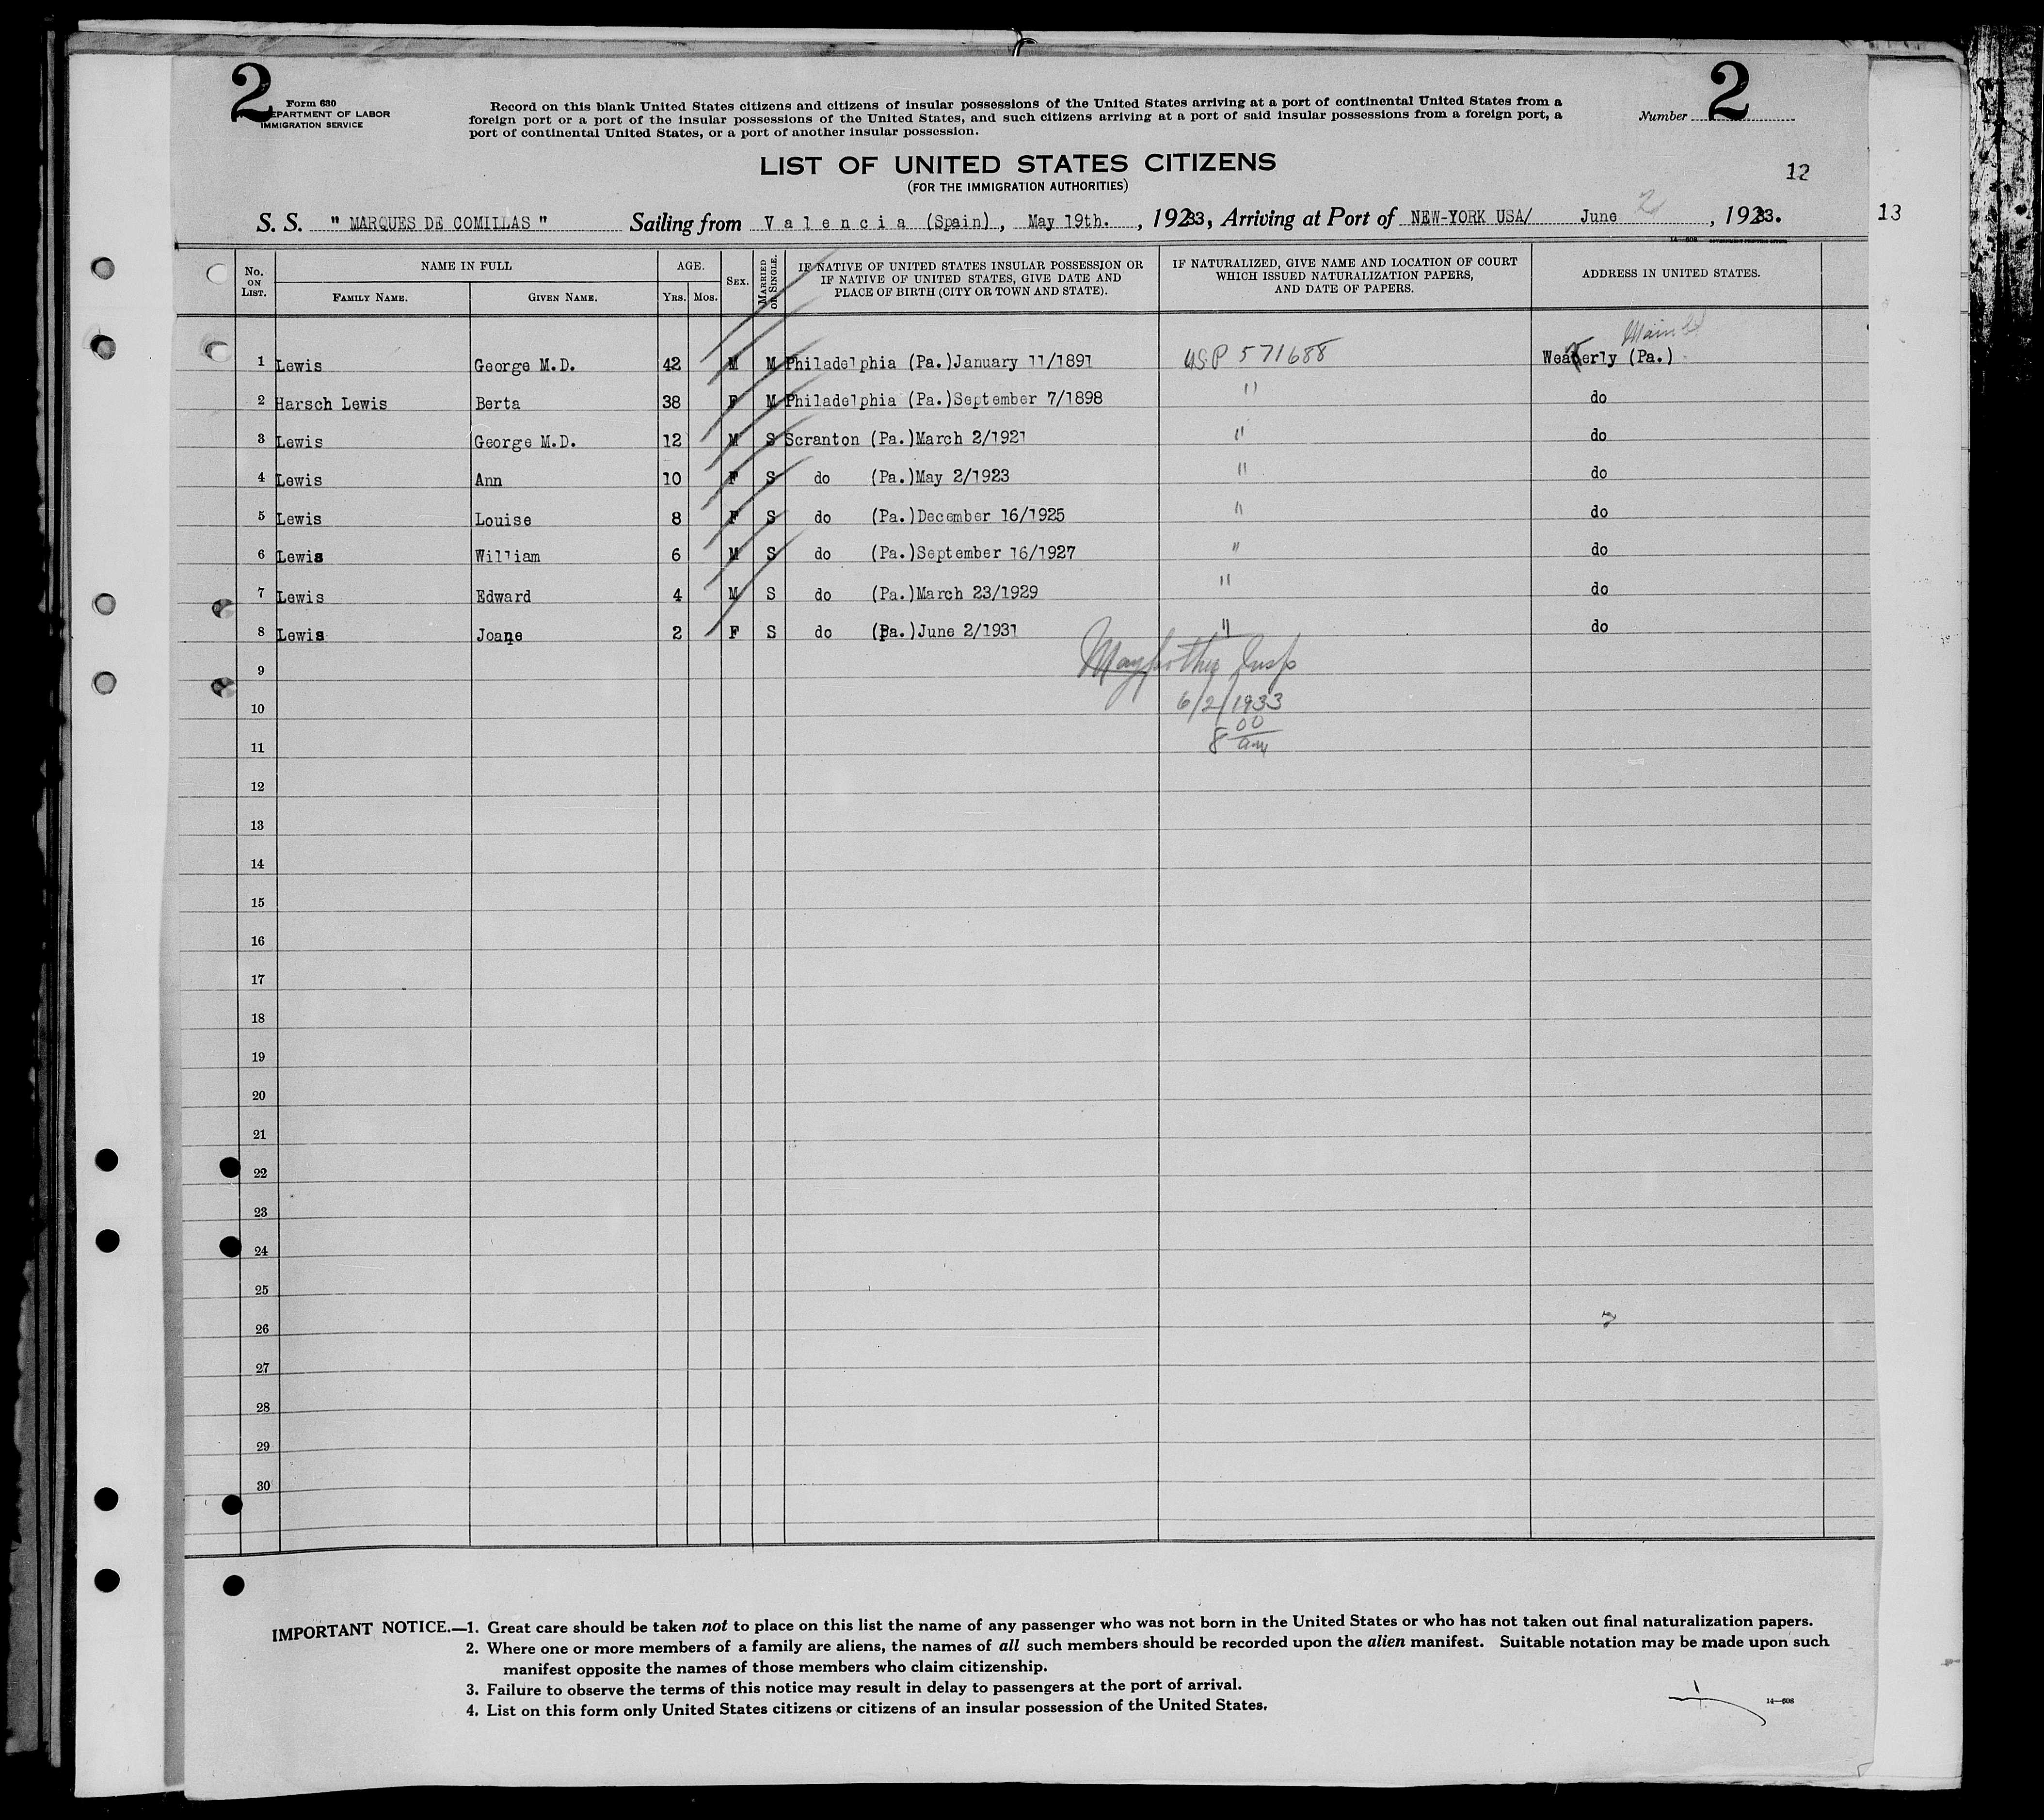 2
Form 630
DEPARTMENT OF LABOR
IMMIGRATION SERVICE
Record on this blank United States citizens and citizens of insular possessions of the United States arriving at a port of continental United States from a
foreign port or a port of the insular possessions of the United States, and such citizens arriving at a port of said insular possessions from a foreign port, a
port of continental United States, or a port of another insular possession.
Number 2
LIST OF UNITED STATES CITIZENS
(FOR THE IMMIGRATION AUTHORITIES)
12
13
S. S. " MARQUES DE COMILLAS " Sailing from Valencia (Spain), May 19th. , 1933, Arriving at Port of NEW-YORK USA/ June 2, 1933.
14—508 GOVERNMENT PRINTING OFFICE
No. ON LIST. NAME IN FULL AGE. SEX. MARRIED OR SINGLE. IF NATIVE OF UNITED STATES INSULAR POSSESSION OR IF NATIVE OF UNITED STATES, GIVE DATE AND PLACE OF BIRTH (CITY OR TOWN AND STATE). IF NATURALIZED, GIVE NAME AND LOCATION OF COURT WHICH ISSUED NATURALIZATION PAPERS, AND DATE OF PAPERS. ADDRESS IN UNITED STATES.
FAMILY NAME. GIVEN NAME. YRS. MOS.
Main St
1 Lewis George M.D. 42 M M Philadelphia (Pa.)January 11/1891 USP 571688 Weatherly (Pa.)
2 Harsch Lewis Berta 38 F M Philadelphia (Pa.)September 7/1898 " do
3 Lewis George M.D. 12 M S Scranton (Pa.)March 2/1921 " do
4 Lewis Ann 10 F S do (Pa.)May 2/1923 " do
5 Lewis Louise 8 F S do (Pa.)December 16/1925 " do
6 Lewis William 6 M S do (Pa.)September 16/1927 " do
7 Lewis Edward 4 M S do (Pa.)March 23/1929 " do
8 Lewis Joane 2 F S do (Pa.)June 2/1931 " do
9 Insp
10 6/2/1933
11 8 00 am
12
13
14
15
16
17
18
19
20
21
22
23
24
25
26
27
28
29
30
IMPORTANT NOTICE.—1. Great care should be taken not to place on this list the name of any passenger who was not born in the United States or who has not taken out final naturalization papers.
2. Where one or more members of a family are aliens, the names of all such members should be recorded upon the alien manifest. Suitable notation may be made upon such
manifest opposite the names of those members who claim citizenship.
3. Failure to observe the terms of this notice may result in delay to passengers at the port of arrival.
4. List on this form only United States citizens or citizens of an insular possession of the United States.
14—508